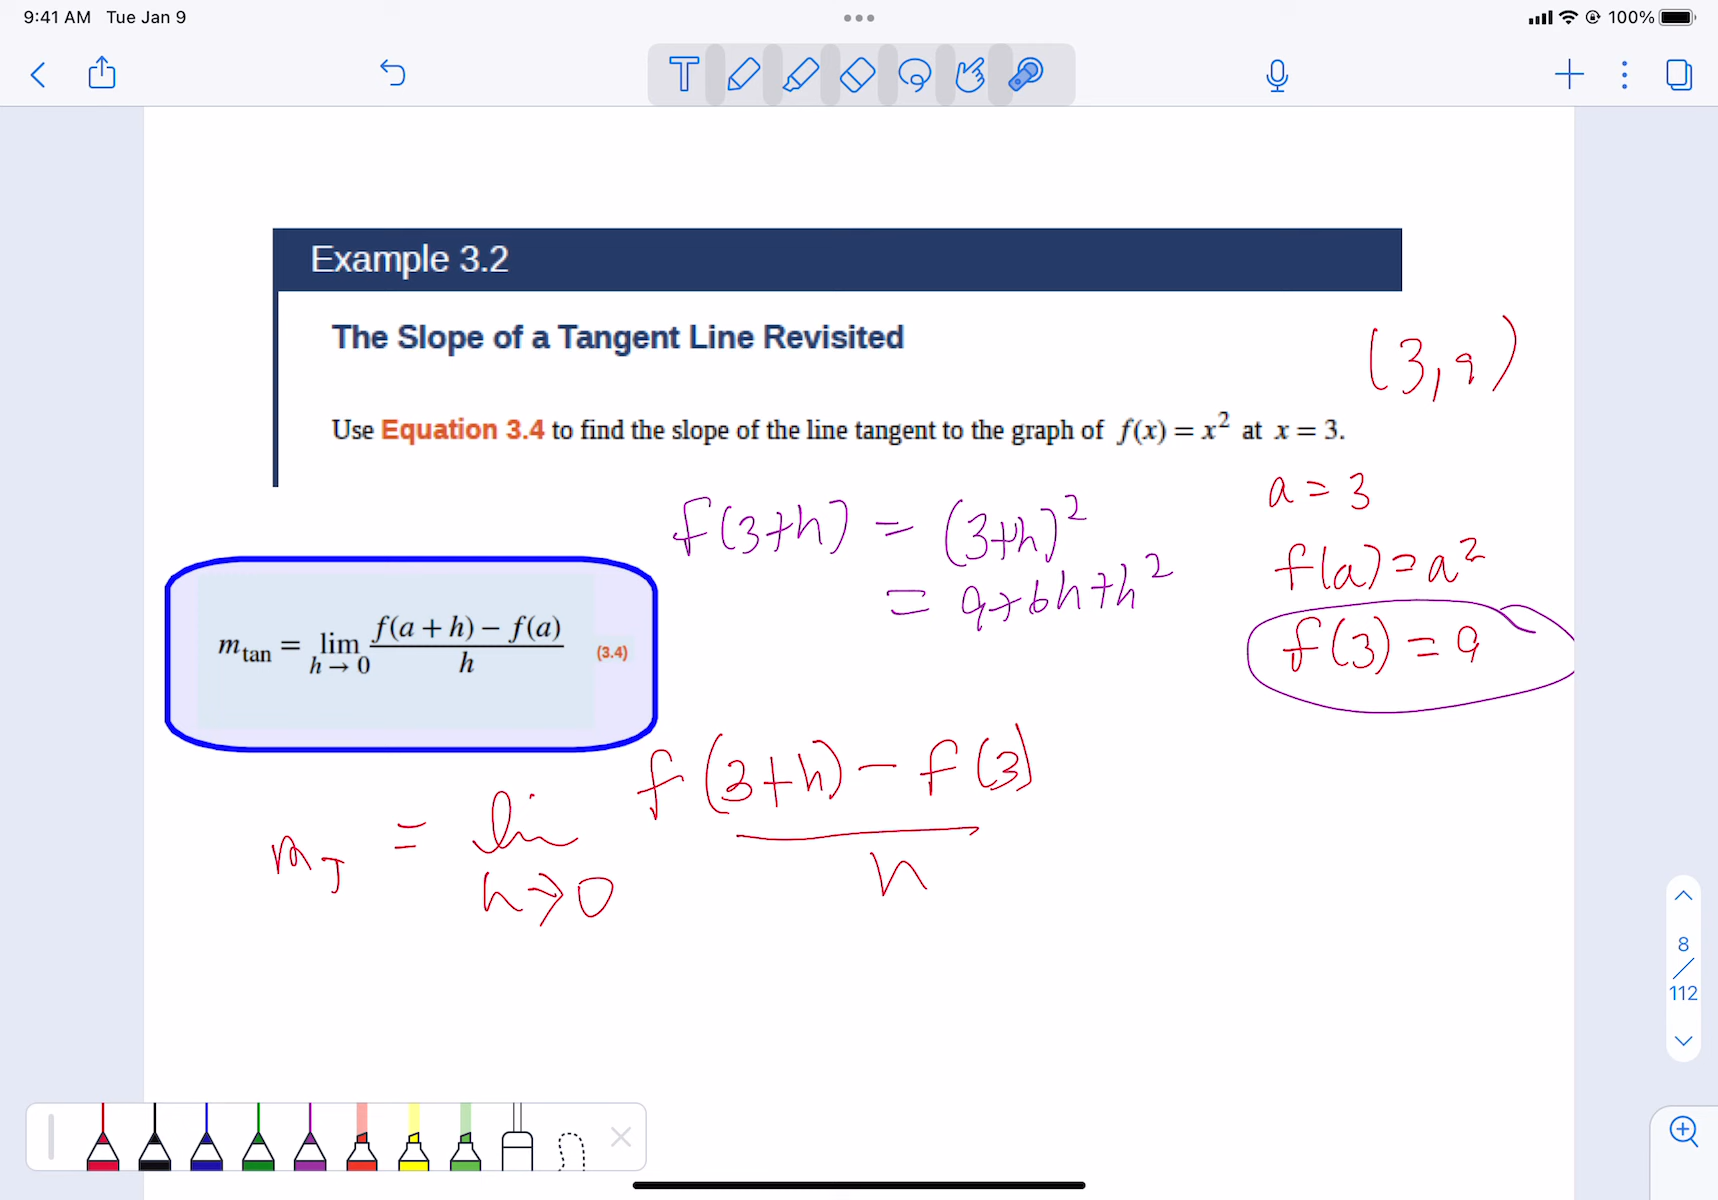 9:41 AM Tue Jan 9
100%
Example 3.2
The Slope of a Tangent Line Revisited
(3, 9)
Use Equation 3.4 to find the slope of the line tangent to the graph of f(x) = x² at x = 3.
a = 3
f(3+h) = (3+h)²
= 9+6h+h²
f(a) = a²
f(3) = 9
m_tan = lim_{h → 0} \frac{f(a + h) − f(a)}{h} (3.4)
m_T = lim_{h → 0} \frac{f(3+h) − f(3)}{h}
8
/
112